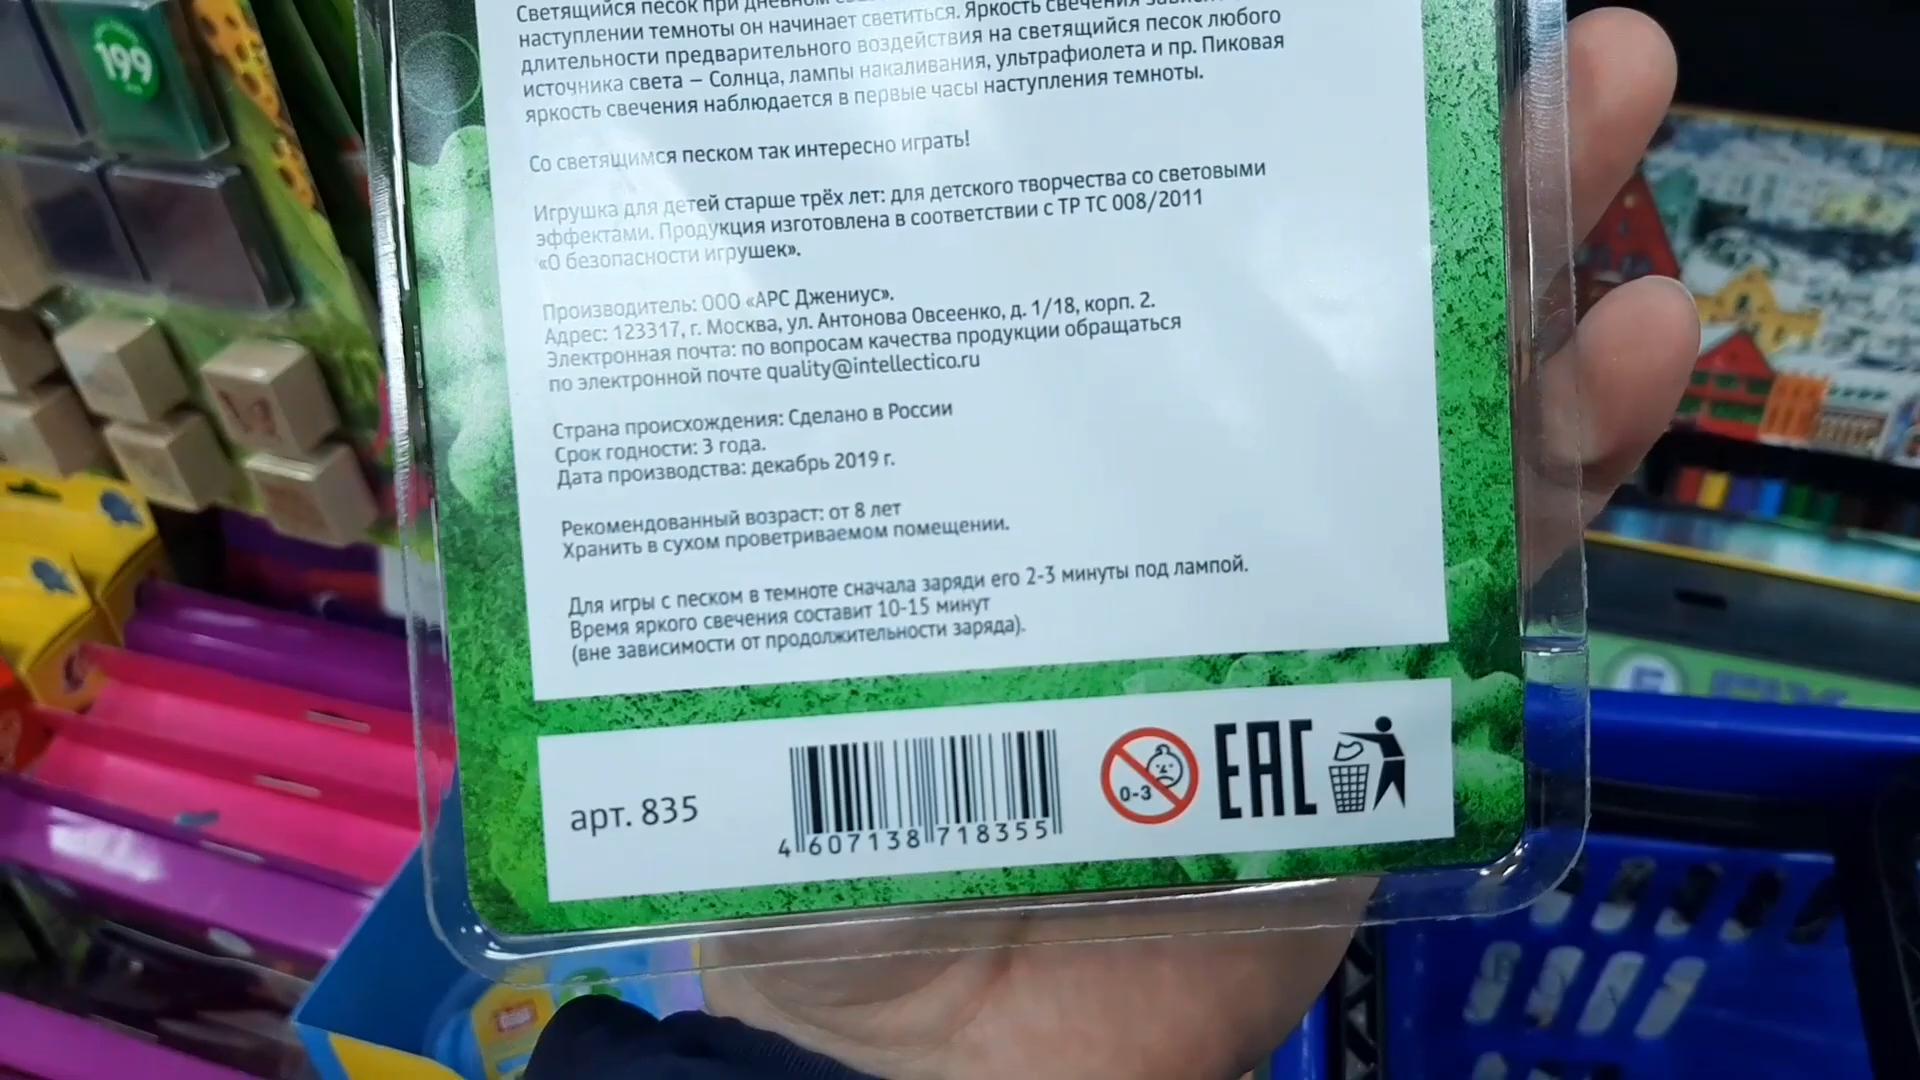 199
Светящийся песок при дневном
наступлении темноты он начинает светиться. Яркость свечения зависит
длительности предварительного воздействия на светящийся песок любого
источника света – Солнца, лампы накаливания, ультрафиолета и пр. Пиковая
яркость свечения наблюдается в первые часы наступления темноты.
Со светящимся песком так интересно играть!
Игрушка для детей старше трёх лет: для детского творчества со световыми
эффектами. Продукция изготовлена в соответствии с ТР ТС 008/2011
«О безопасности игрушек».
Производитель: ООО «АРС Джениус».
Адрес: 123317, г. Москва, ул. Антонова Овсеенко, д. 1/18, корп. 2.
Электронная почта: по вопросам качества продукции обращаться
по электронной почте quality@intellectico.ru
Страна происхождения: Сделано в России
Срок годности: 3 года.
Дата производства: декабрь 2019 г.
Рекомендованный возраст: от 8 лет
Хранить в сухом проветриваемом помещении.
Для игры с песком в темноте сначала заряди его 2-3 минуты под лампой.
Время яркого свечения составит 10-15 минут
(вне зависимости от продолжительности заряда).
арт. 835
4 607138 718355
0-3
EAC